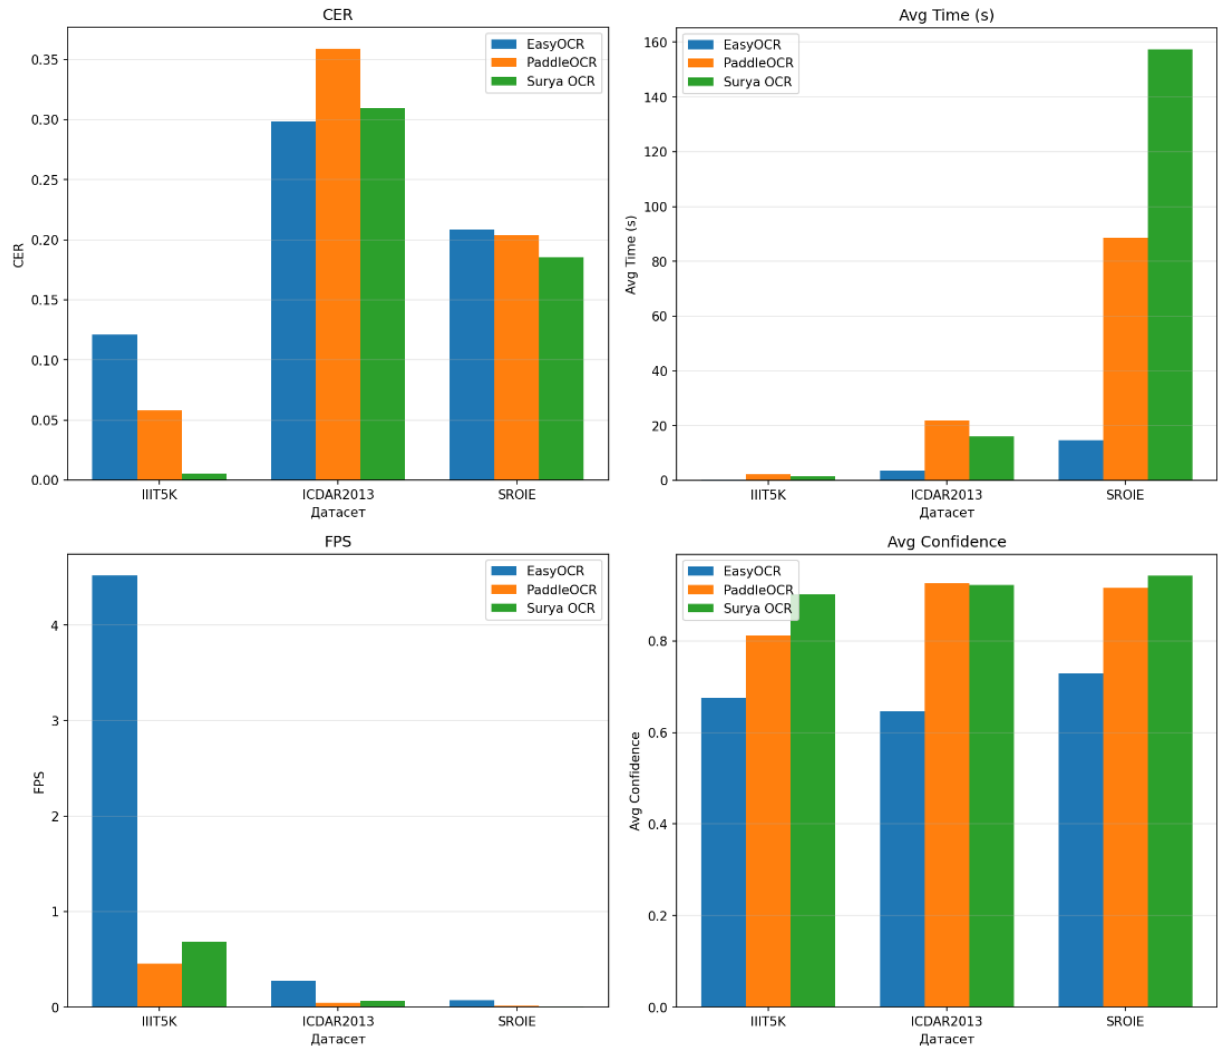 CER
0.35
0.30
0.25
0.20
0.15
0.10
0.05
0.00
CER
EasyOCR
PaddleOCR
Surya OCR
IIIT5K
ICDAR2013
SROIE
Датасет
Avg Time (s)
160
140
120
100
80
60
40
20
0
Avg Time (s)
EasyOCR
PaddleOCR
Surya OCR
IIIT5K
ICDAR2013
SROIE
Датасет
FPS
4
3
2
1
0
FPS
EasyOCR
PaddleOCR
Surya OCR
IIIT5K
ICDAR2013
SROIE
Датасет
Avg Confidence
0.8
0.6
0.4
0.2
0.0
Avg Confidence
EasyOCR
PaddleOCR
Surya OCR
IIIT5K
ICDAR2013
SROIE
Датасет